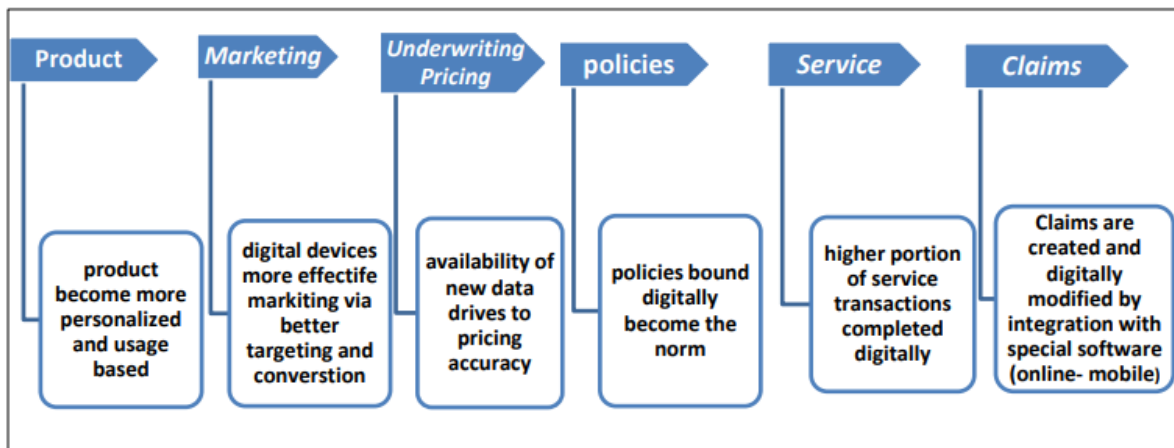 Product
Marketing
Underwriting
Pricing
policies
Service
Claims
product
become more
personalized
and usage
based
digital devices
more effectife
markiting via
better
targeting and
converstion
availability of
new data
drives to
pricing
accuracy
policies bound
digitally
become the
norm
higher portion
of service
transactions
completed
digitally
Claims are
created and
digitally
modified by
integration with
special software
(online- mobile)